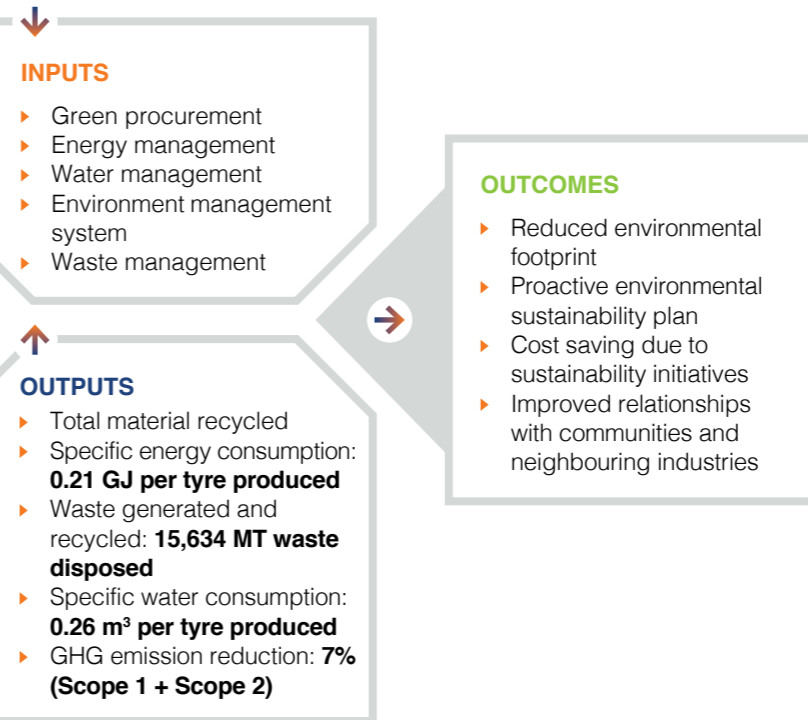 INPUTS
Green procurement
Energy management
Water management
Environment management
system
Waste management
OUTPUTS
Total material recycled
Specific energy consumption:
0.21 GJ per tyre produced
Waste generated and
recycled: 15,634 MT waste
disposed
Specific water consumption:
0.26 m³ per tyre produced
GHG emission reduction: 7%
(Scope 1 + Scope 2)
OUTCOMES
Reduced environmental
footprint
Proactive environmental
sustainability plan
Cost saving due to
sustainability initiatives
Improved relationships
with communities and
neighbouring industries